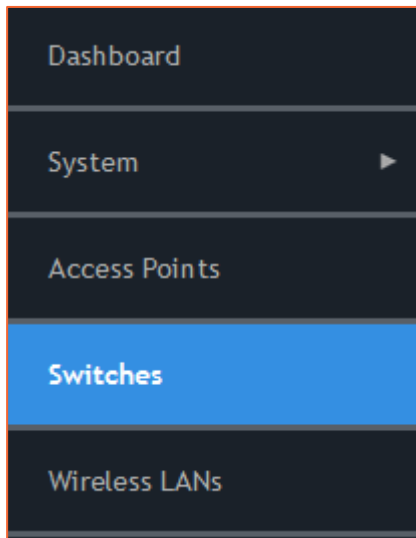 Dashboard
System
Access Points
Switches
Wireless LANs